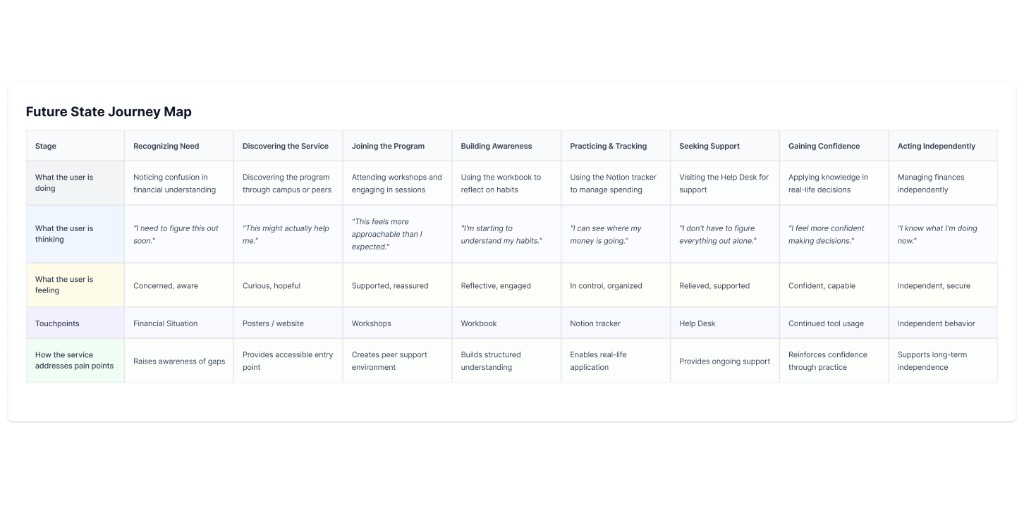 Future State Journey Map
Stage
Recognizing Need
Discovering the Service
Joining the Program
Building Awareness
Practicing & Tracking
Seeking Support
Gaining Confidence
Acting Independently
What the user is
doing
Noticing confusion in
financial understanding
Discovering the program
through campus or peers
Attending workshops and
engaging in sessions
Using the workbook to
reflect on habits
Using the Notion tracker
to manage spending
Visiting the Help Desk for
support
Applying knowledge in
real-life decisions
Managing finances
independently
What the user is
thinking
"I need to figure this out
soon."
"This might actually help
me."
"This feels more
approachable than I
expected."
"I'm starting to
understand my habits."
"I can see where my
money is going."
"I don't have to figure
everything out alone."
"I feel more confident
making decisions."
"I know what I'm doing
now."
What the user is
feeling
Concerned, aware
Curious, hopeful
Supported, reassured
Reflective, engaged
In control, organized
Relieved, supported
Confident, capable
Independent, secure
Touchpoints
Financial Situation
Posters / website
Workshops
Workbook
Notion tracker
Help Desk
Continued tool usage
Independent behavior
How the service
addresses pain points
Raises awareness of gaps
Provides accessible entry
point
Creates peer support
environment
Builds structured
understanding
Enables real-life
application
Provides ongoing support
Reinforces confidence
through practice
Supports long-term
independence